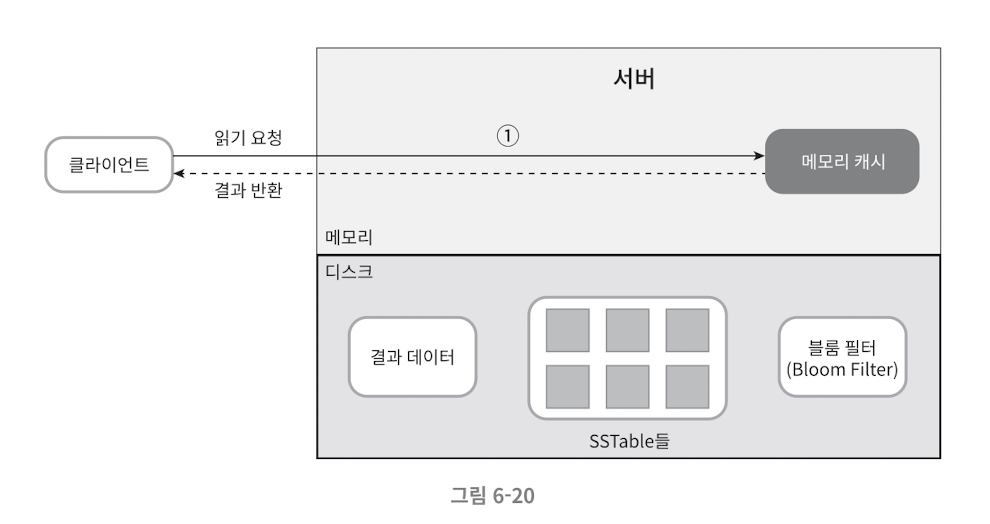 서버
읽기 요청
①
클라이언트
메모리 캐시
결과 반환
메모리
디스크
결과 데이터
블룸 필터
(Bloom Filter)
SSTable들
그림 6-20